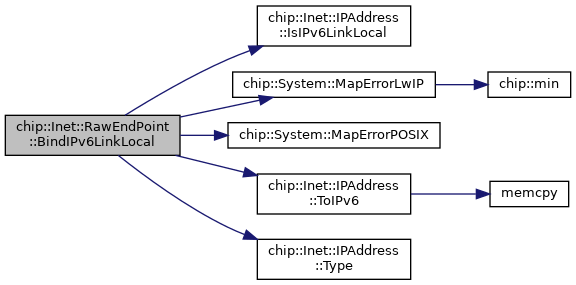 chip::Inet::RawEndPoint
::BindIPv6LinkLocal
chip::Inet::IPAddress
::IsIPv6LinkLocal
chip::System::MapErrorLwIP
chip::min
chip::System::MapErrorPOSIX
chip::Inet::IPAddress
::ToIPv6
memcpy
chip::Inet::IPAddress
::Type